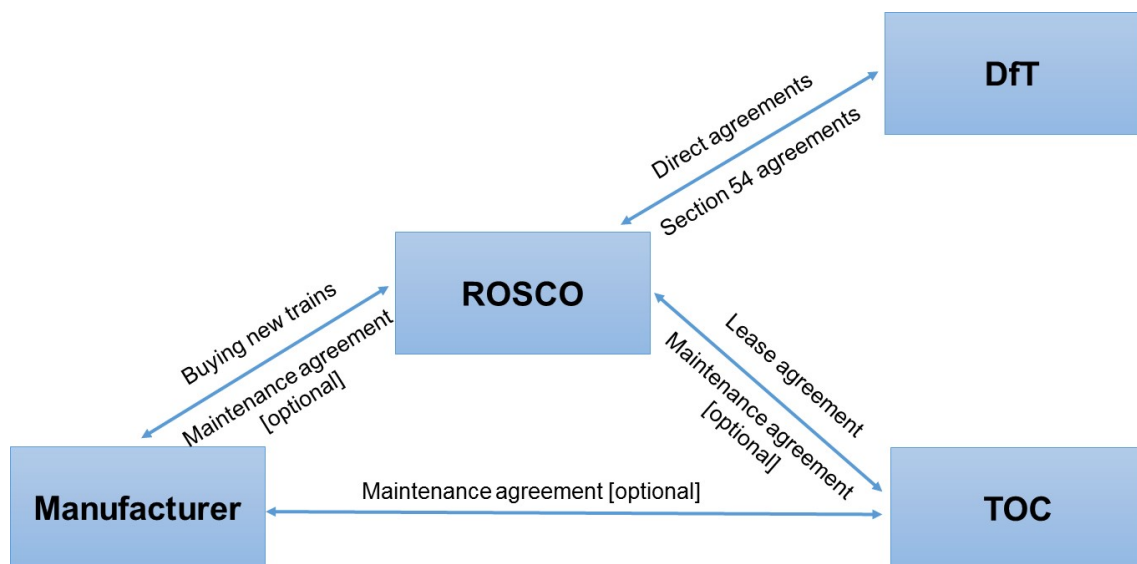 DfT
Direct agreements
Section 54 agreements
ROSCO
Buying new trains
Maintenance agreement
[optional]
Lease agreement
Maintenance agreement
[optional]
Manufacturer
Maintenance agreement [optional]
TOC